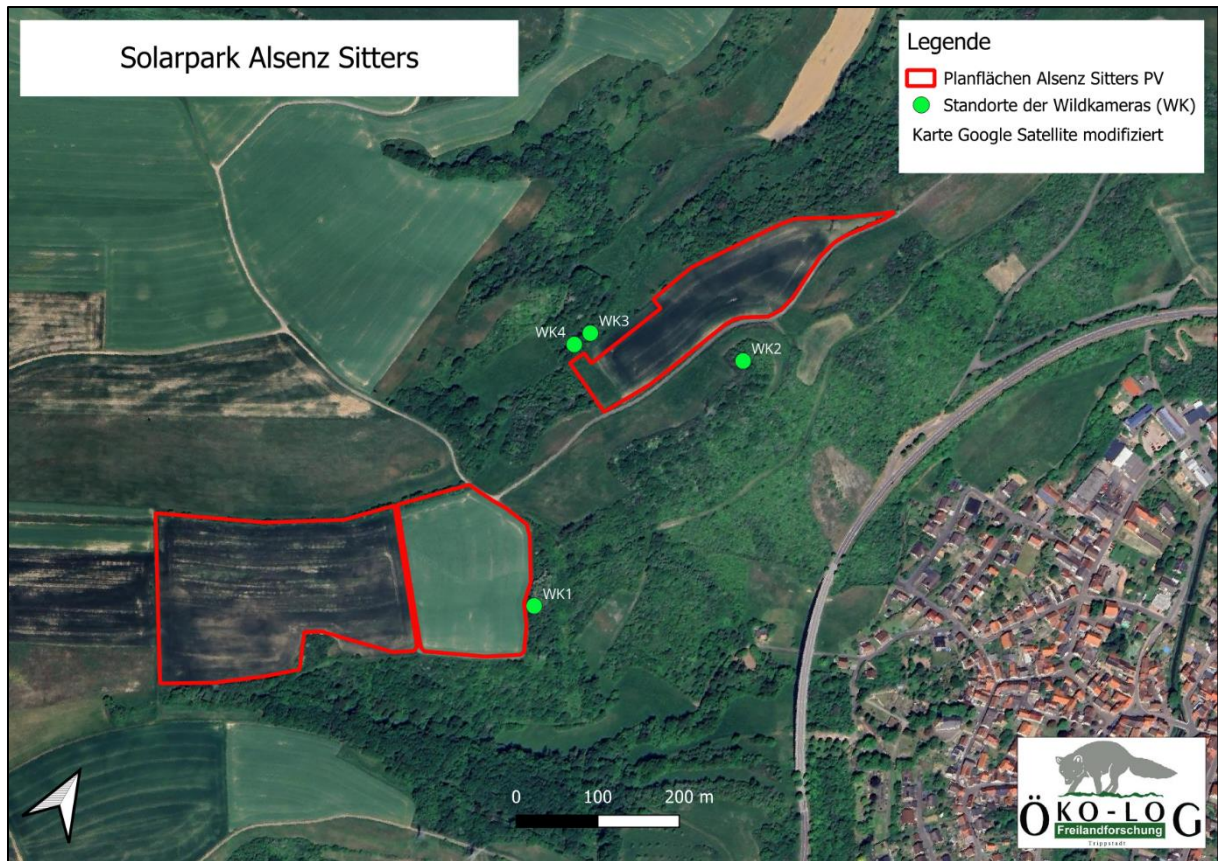 Solarpark Alsenz Sitters
Legende
Planflächen Alsenz Sitters PV
Standorte der Wildkameras (WK)
Karte Google Satellite modifiziert
WK4
WK3
WK2
WK1
0 100 200 m
ÖKO-LOG
Freilandforschung
Trippstadt